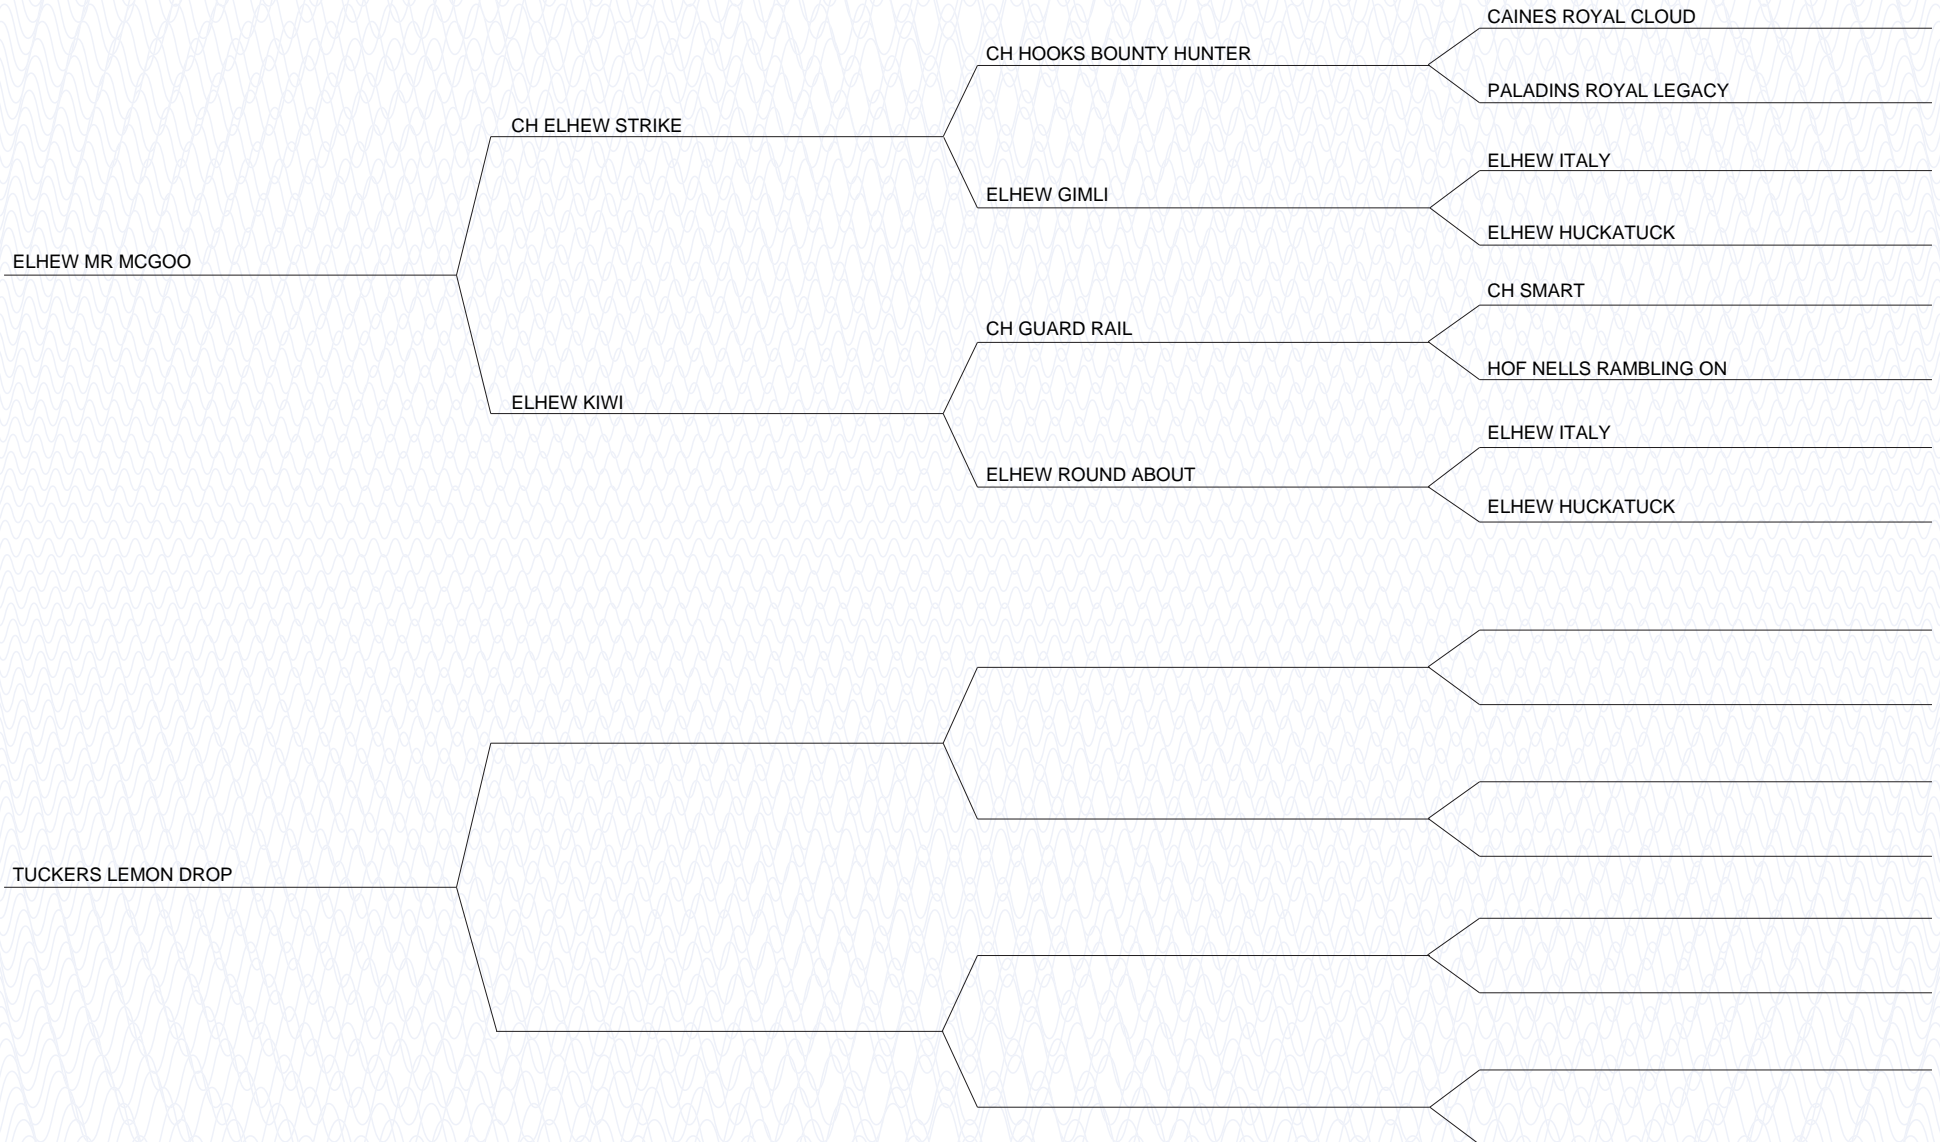 CAINES ROYAL CLOUD
CH HOOKS BOUNTY HUNTER
PALADINS ROYAL LEGACY
CH ELHEW STRIKE
ELHEW ITALY
ELHEW GIMLI
ELHEW HUCKATUCK
ELHEW MR MCGOO
CH SMART
CH GUARD RAIL
HOF NELLS RAMBLING ON
ELHEW KIWI
ELHEW ITALY
ELHEW ROUND ABOUT
ELHEW HUCKATUCK
TUCKERS LEMON DROP